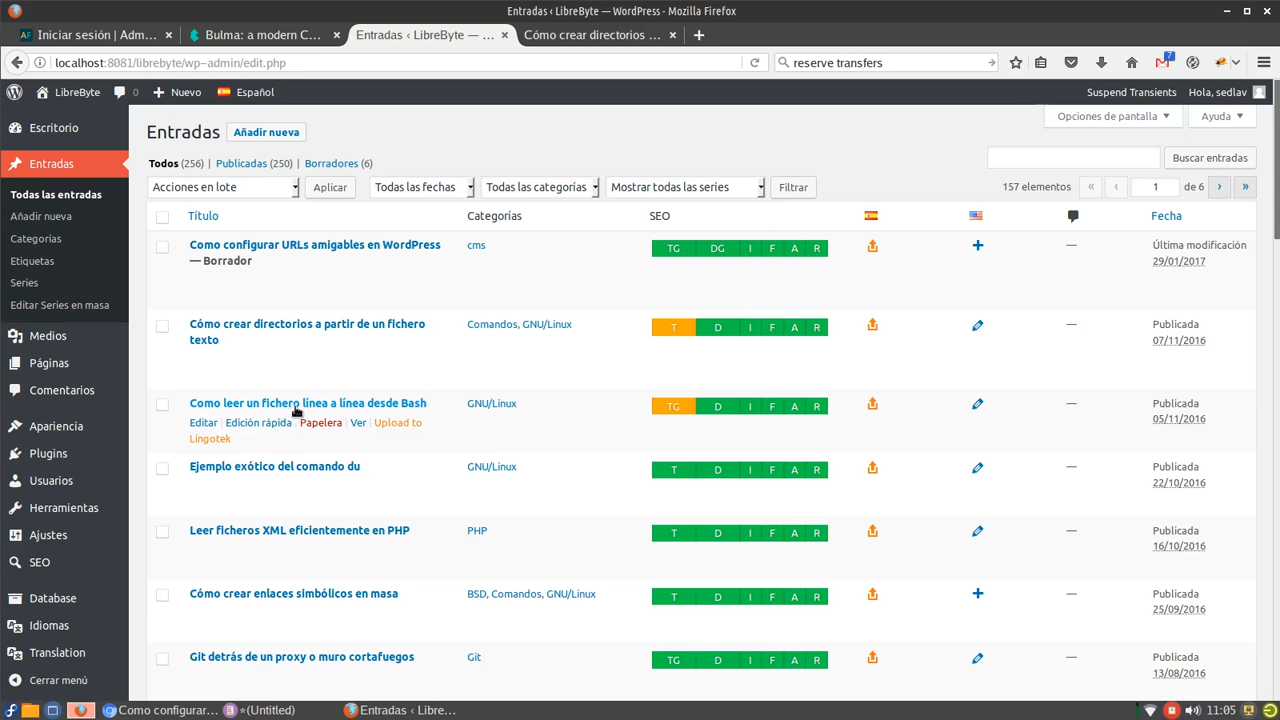 Entradas ‹ LibreByte — WordPress - Mozilla Firefox
Iniciar sesión | Adm... ×
Bulma: a modern C... ×
Entradas ‹ LibreByte — ... ×
Cómo crear directorios ... ×
localhost:8081/librebyte/wp-admin/edit.php
reserve transfers
7
LibreByte 0 Nuevo Español
Suspend Transients Hola, sedlav
Escritorio
Entradas
Todas las entradas
Añadir nueva
Categorías
Etiquetas
Series
Editar Series en masa
Medios
Páginas
Comentarios
Apariencia
Plugins
Usuarios
Herramientas
Ajustes
SEO
Database
Idiomas
Translation
Cerrar menú
Opciones de pantalla
Ayuda
Entradas Añadir nueva
Todos (256) | Publicadas (250) | Borradores (6)
Buscar entradas
Acciones en lote Aplicar Todas las fechas Todas las categorías Mostrar todas las series Filtrar
157 elementos « ‹ 1 de 6 › »
Título Categorías SEO Fecha
Como configurar URLs amigables en WordPress
— Borrador
cms
TG DG I F A R
—
Última modificación
29/01/2017
Cómo crear directorios a partir de un fichero
texto
Comandos, GNU/Linux
T D I F A R
—
Publicada
07/11/2016
Como leer un fichero línea a línea desde Bash
Editar | Edición rápida | Papelera | Ver | Upload to
Lingotek
GNU/Linux
TG D I F A R
—
Publicada
05/11/2016
Ejemplo exótico del comando du
GNU/Linux
T D I F A R
—
Publicada
22/10/2016
Leer ficheros XML eficientemente en PHP
PHP
T D I F A R
—
Publicada
16/10/2016
Cómo crear enlaces simbólicos en masa
BSD, Comandos, GNU/Linux
T D I F A R
—
Publicada
25/09/2016
Git detrás de un proxy o muro cortafuegos
Git
TG D I F A R
—
Publicada
13/08/2016
Como configurar...
*(Untitled)
Entradas ‹ Libre...
11:05